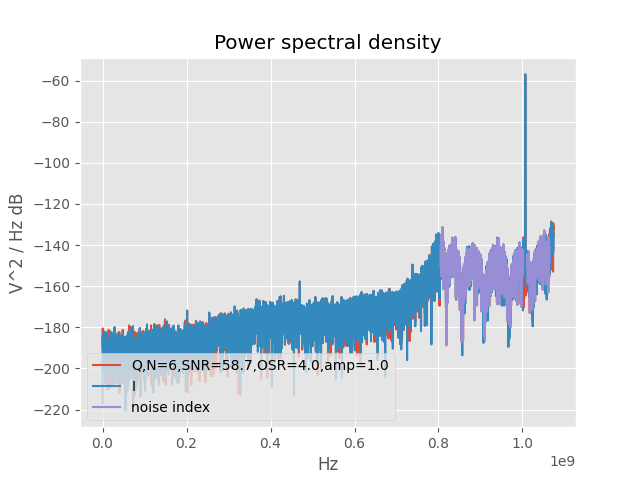 Power spectral density
V^2 / Hz dB
−60
−80
−100
−120
−140
−160
−180
−200
−220
Q,N=6,SNR=58.7,OSR=4.0,amp=1.0
I
noise index
0.0 0.2 0.4 0.6 0.8 1.0
1e9
Hz